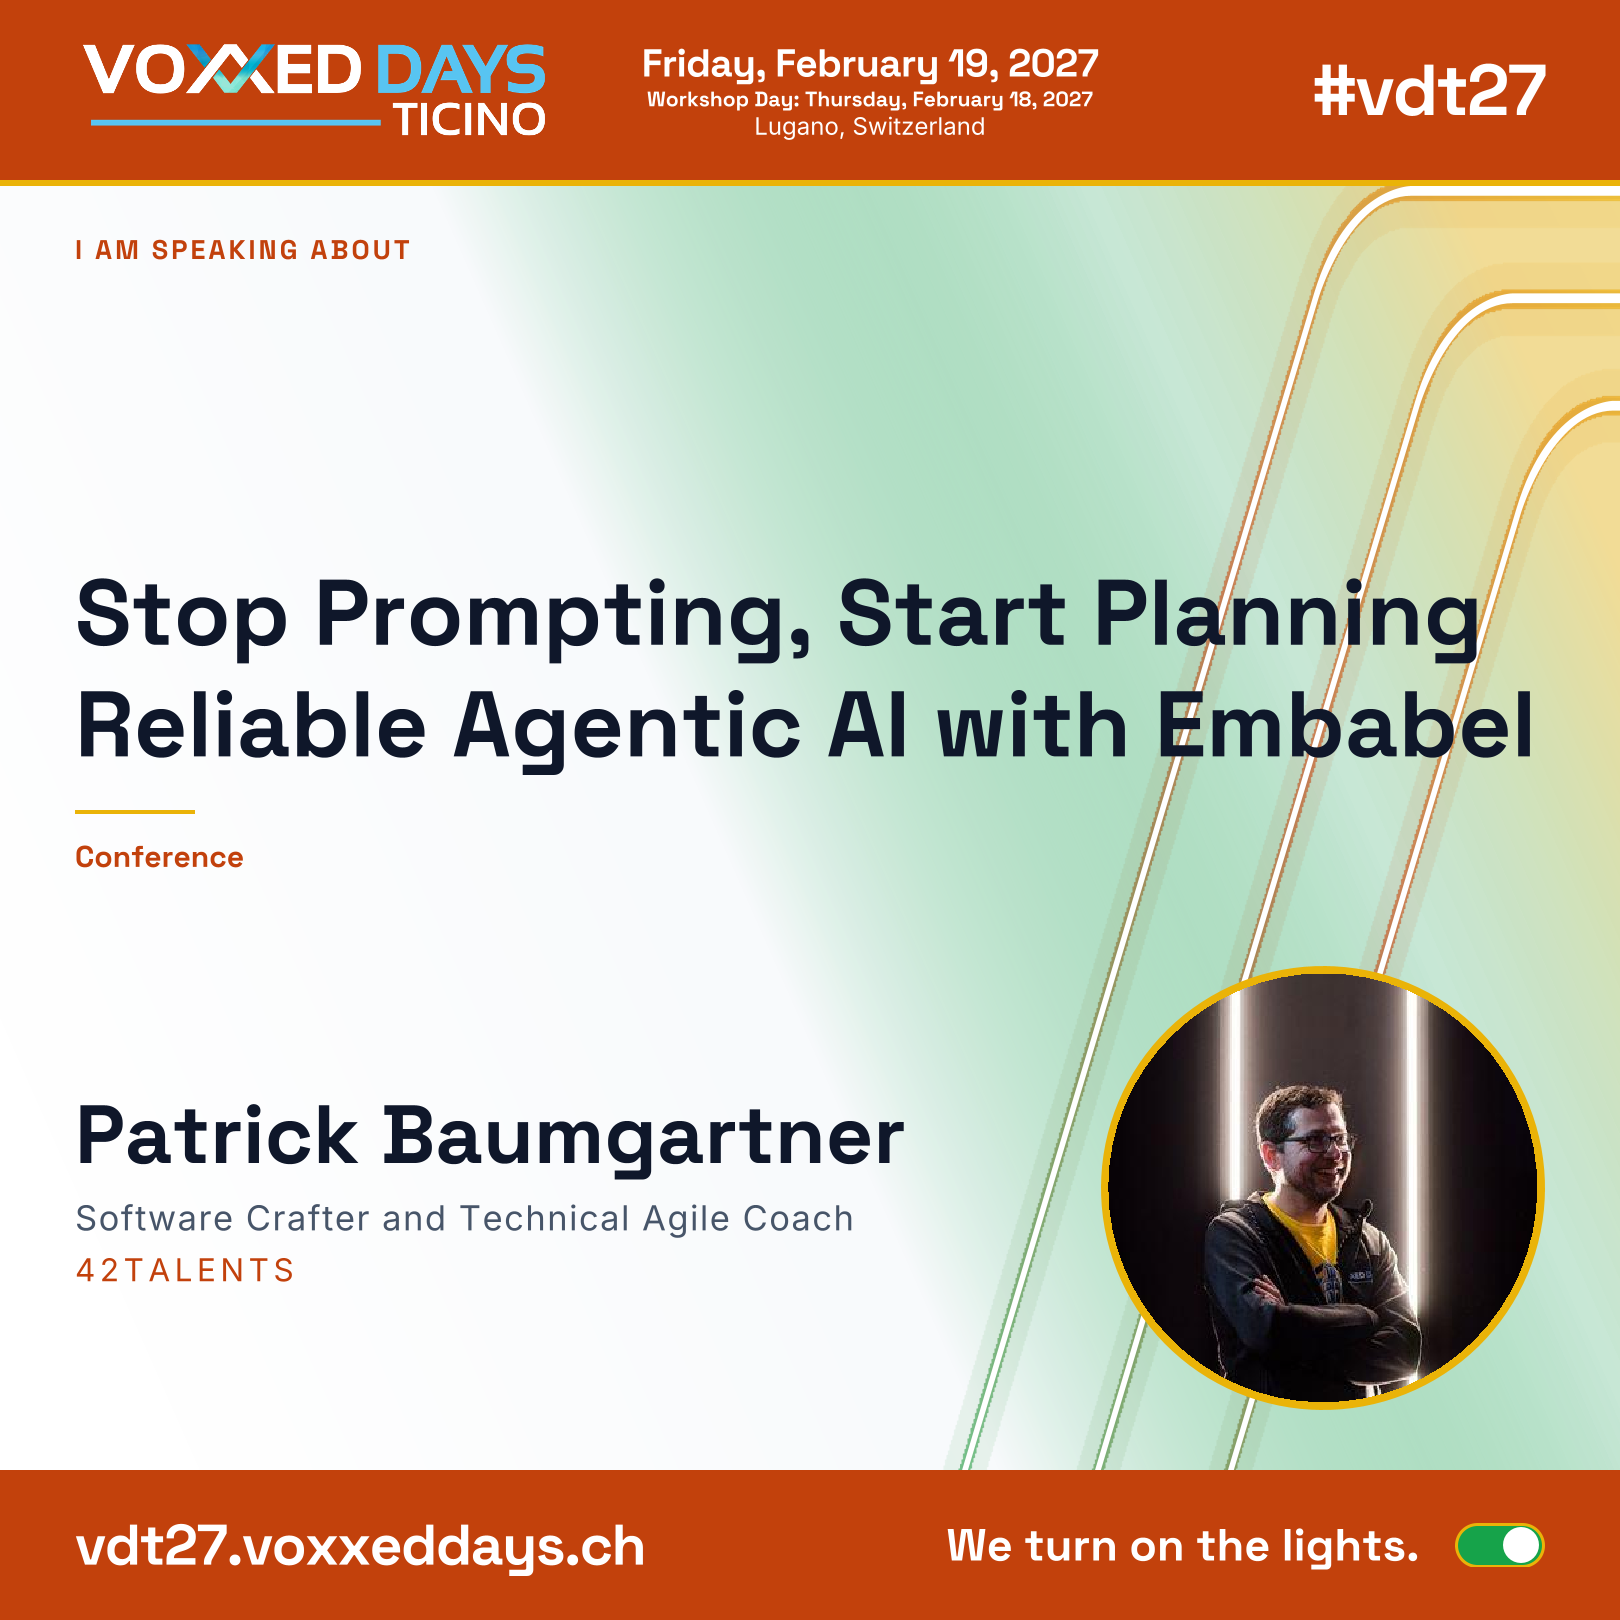 VOXXED DAYS
TICINO
Friday, February 19, 2027
Workshop Day: Thursday, February 18, 2027
Lugano, Switzerland
#vdt27
I AM SPEAKING ABOUT
Stop Prompting, Start Planning
Reliable Agentic AI with Embabel
Conference
Patrick Baumgartner
Software Crafter and Technical Agile Coach
42TALENTS
vdt27.voxxeddays.ch
We turn on the lights.